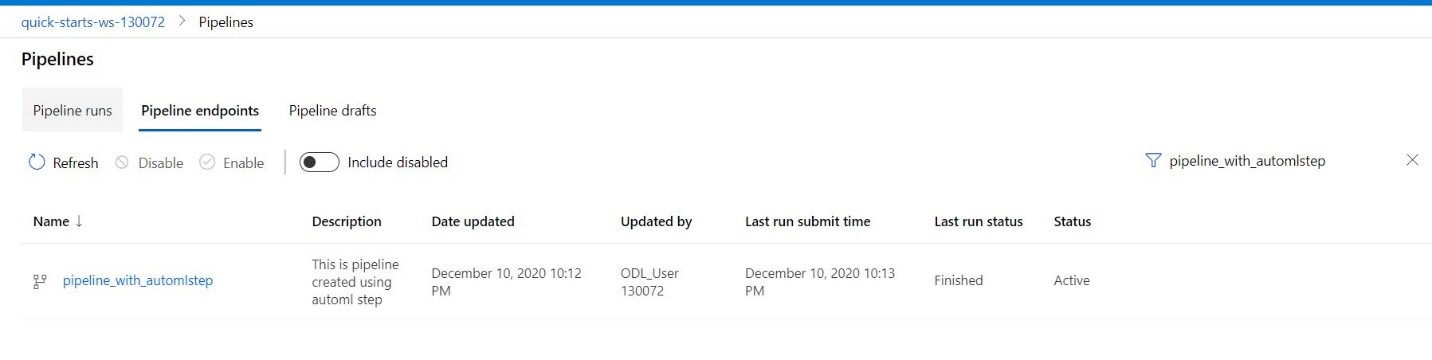 quick-starts-ws-130072 > Pipelines
Pipelines
Pipeline runs Pipeline endpoints Pipeline drafts
Refresh Disable Enable Include disabled pipeline_with_automlstep
Name ↓ Description Date updated Updated by Last run submit time Last run status Status
pipeline_with_automlstep
This is pipeline
created using
automl step
December 10, 2020 10:12
PM
ODL_User
130072
December 10, 2020 10:13
PM
Finished
Active